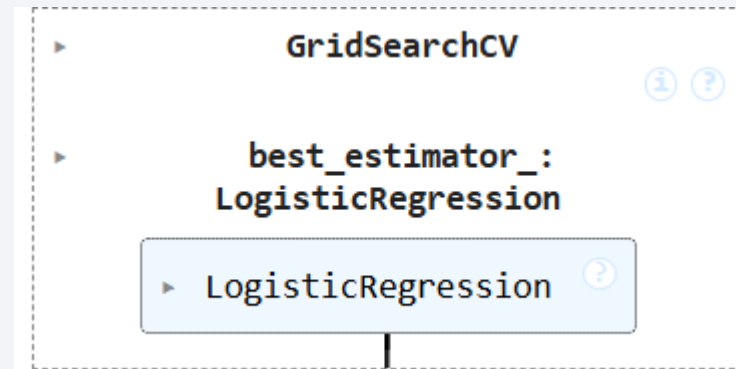 GridSearchCV
i ?
best_estimator_:
LogisticRegression
LogisticRegression ?